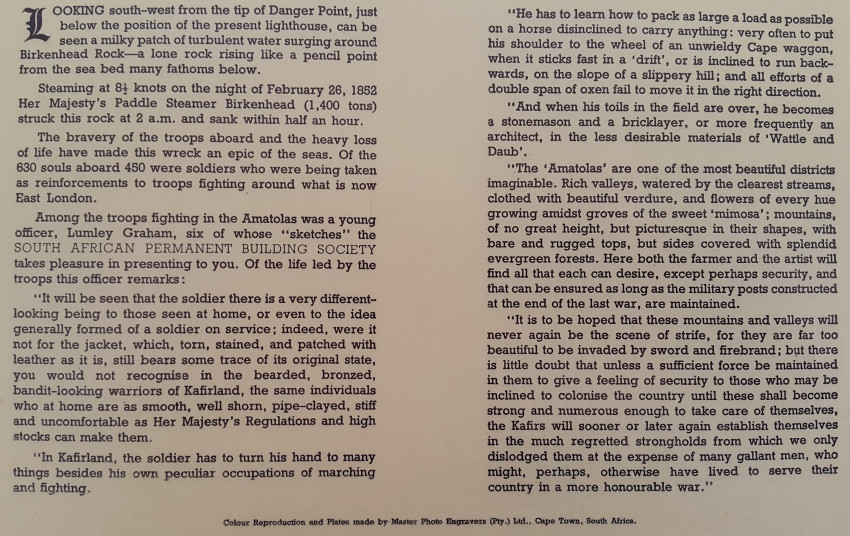 LOOKING south-west from the tip of Danger Point, just
below the position of the present lighthouse, can be
seen a milky patch of turbulent water surging around
Birkenhead Rock—a lone rock rising like a pencil point
from the sea bed many fathoms below.
Steaming at 8½ knots on the night of February 26, 1852
Her Majesty's Paddle Steamer Birkenhead (1,400 tons)
struck this rock at 2 a.m. and sank within half an hour.
The bravery of the troops aboard and the heavy loss
of life have made this wreck an epic of the seas. Of the
630 souls aboard 450 were soldiers who were being taken
as reinforcements to troops fighting around what is now
East London.
Among the troops fighting in the Amatolas was a young
officer, Lumley Graham, six of whose "sketches" the
SOUTH AFRICAN PERMANENT BUILDING SOCIETY
takes pleasure in presenting to you. Of the life led by the
troops this officer remarks:
"It will be seen that the soldier there is a very different-
looking being to those seen at home, or even to the idea
generally formed of a soldier on service; indeed, were it
not for the jacket, which, torn, stained, and patched with
leather as it is, still bears some trace of its original state,
you would not recognise in the bearded, bronzed,
bandit-looking warriors of Kafirland, the same individuals
who at home are as smooth, well shorn, pipe-clayed, stiff
and uncomfortable as Her Majesty's Regulations and high
stocks can make them.
"In Kafirland, the soldier has to turn his hand to many
things besides his own peculiar occupations of marching
and fighting.
"He has to learn how to pack as large a load as possible
on a horse disinclined to carry anything: very often to put
his shoulder to the wheel of an unwieldy Cape waggon,
when it sticks fast in a 'drift', or is inclined to run back-
wards, on the slope of a slippery hill; and all efforts of a
double span of oxen fail to move it in the right direction.
"And when his toils in the field are over, he becomes
a stonemason and a bricklayer, or more frequently an
architect, in the less desirable materials of 'Wattle and
Daub'.
"The 'Amatolas' are one of the most beautiful districts
imaginable. Rich valleys, watered by the clearest streams,
clothed with beautiful verdure, and flowers of every hue
growing amidst groves of the sweet 'mimosa'; mountains,
of no great height, but picturesque in their shapes, with
bare and rugged tops, but sides covered with splendid
evergreen forests. Here both the farmer and the artist will
find all that each can desire, except perhaps security, and
that can be ensured as long as the military posts constructed
at the end of the last war, are maintained.
"It is to be hoped that these mountains and valleys will
never again be the scene of strife, for they are far too
beautiful to be invaded by sword and firebrand; but there
is little doubt that unless a sufficient force be maintained
in them to give a feeling of security to those who may be
inclined to colonise the country until these shall become
strong and numerous enough to take care of themselves,
the Kafirs will sooner or later again establish themselves
in the much regretted strongholds from which we only
dislodged them at the expense of many gallant men, who
might, perhaps, otherwise have lived to serve their
country in a more honourable war."
Colour Reproduction and Plates made by Master Photo Engravers (Pty.) Ltd., Cape Town, South Africa.